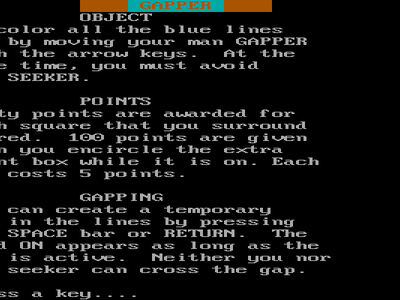 GAPPER
OBJECT
color all the blue lines
by moving your man GAPPER
h the arrow keys. At the
e time, you must avoid
SEEKER.
POINTS
ty points are awarded for
h square that you surround
red. 100 points are given
n you encircle the extra
nt box while it is on. Each
costs 5 points.
GAPPING
can create a temporary
in the lines by pressing
SPACE bar or RETURN. The
d ON appears as long as the
is active. Neither you nor
seeker can cross the gap.
ss a key....